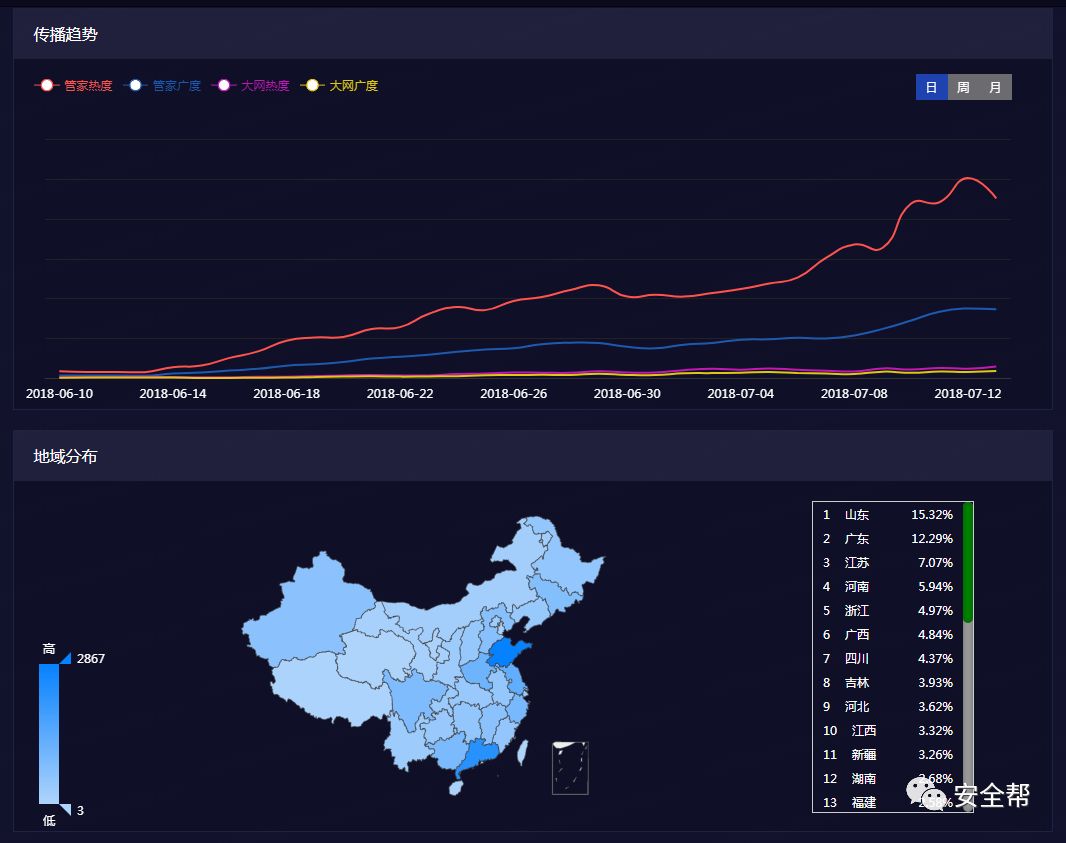 传播趋势
管家热度 管家广度 大网热度 大网广度
日 周 月
2018-06-10 2018-06-14 2018-06-18 2018-06-22 2018-06-26 2018-06-30 2018-07-04 2018-07-08 2018-07-12
地域分布
1 山东 15.32%
2 广东 12.29%
3 江苏 7.07%
4 河南 5.94%
5 浙江 4.97%
6 广西 4.84%
7 四川 4.37%
8 吉林 3.93%
9 河北 3.62%
10 江西 3.32%
11 新疆 3.26%
12 湖南 2.68%
13 福建 2.58%
高
2867
3
低
安全帮